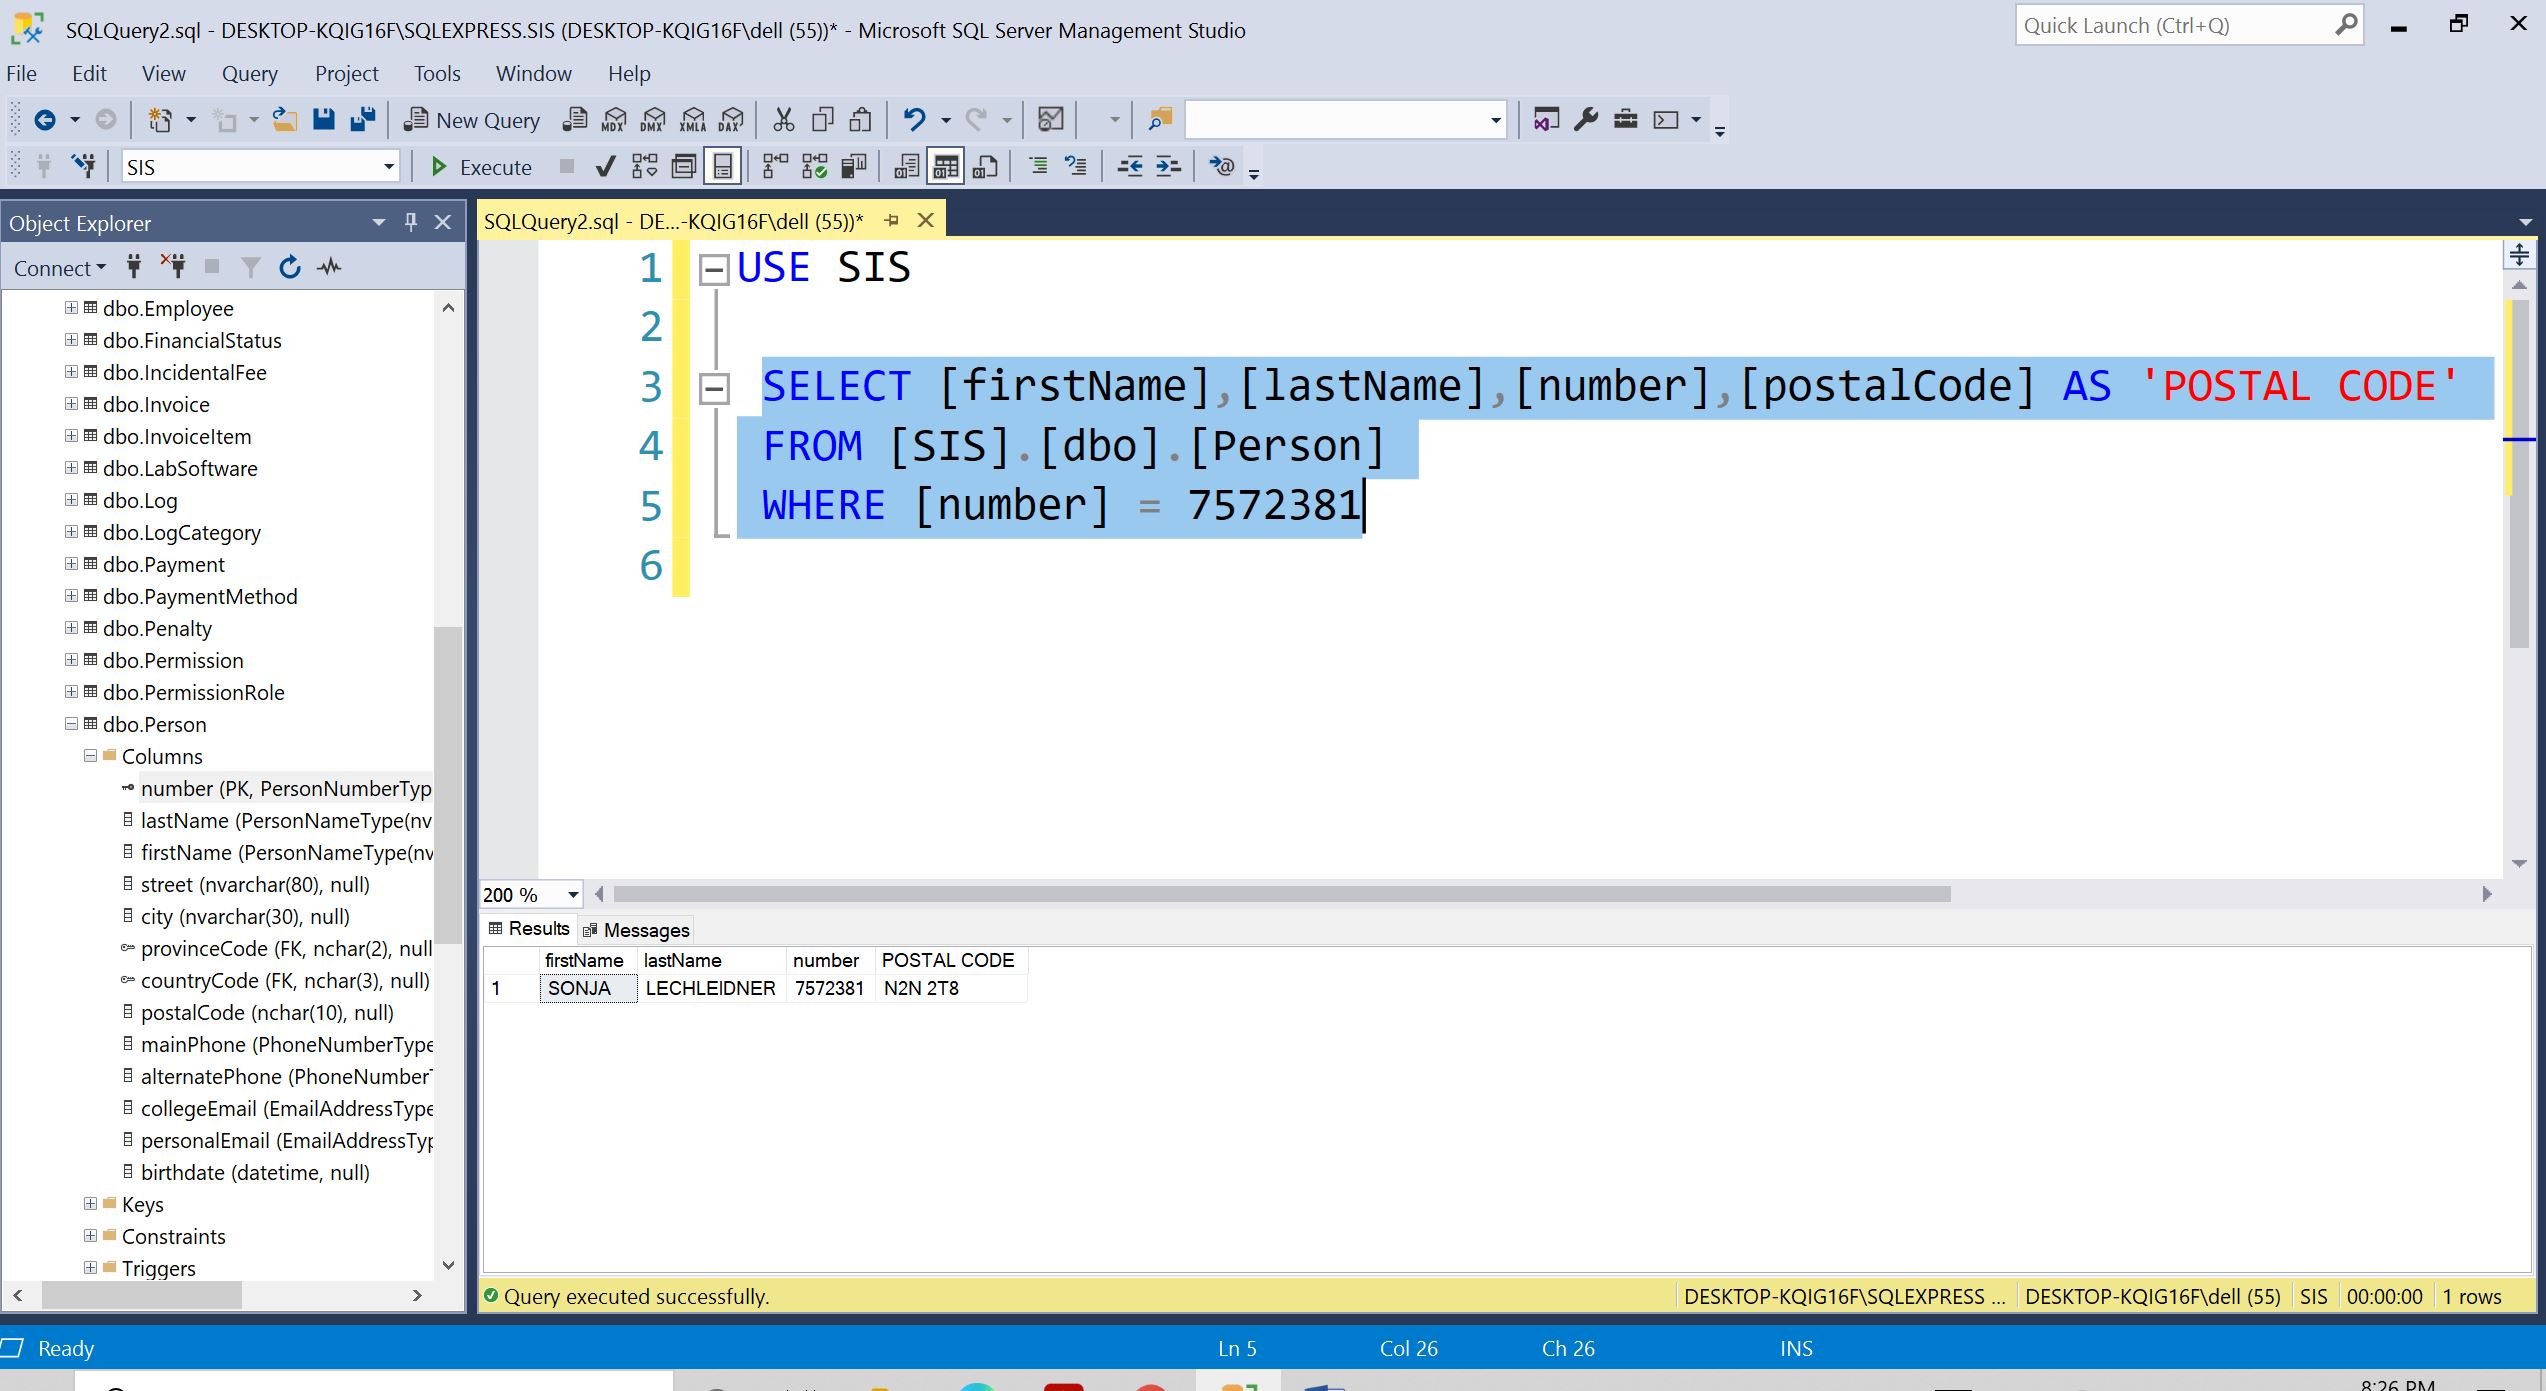 SQLQuery2.sql - DESKTOP-KQIG16F\SQLEXPRESS.SIS (DESKTOP-KQIG16F\dell (55))* - Microsoft SQL Server Management Studio
Quick Launch (Ctrl+Q)
File Edit View Query Project Tools Window Help
New Query MDX DMX XMLA DAX
SIS Execute
Object Explorer
Connect
dbo.Employee
dbo.FinancialStatus
dbo.IncidentalFee
dbo.Invoice
dbo.InvoiceItem
dbo.LabSoftware
dbo.Log
dbo.LogCategory
dbo.Payment
dbo.PaymentMethod
dbo.Penalty
dbo.Permission
dbo.PermissionRole
dbo.Person
Columns
number (PK, PersonNumberTyp
lastName (PersonNameType(nv
firstName (PersonNameType(nv
street (nvarchar(80), null)
city (nvarchar(30), null)
provinceCode (FK, nchar(2), null
countryCode (FK, nchar(3), null)
postalCode (nchar(10), null)
mainPhone (PhoneNumberType
alternatePhone (PhoneNumberT
collegeEmail (EmailAddressType
personalEmail (EmailAddressTyp
birthdate (datetime, null)
Keys
Constraints
Triggers
SQLQuery2.sql - DE...-KQIG16F\dell (55))*
1 USE SIS
2
3 SELECT [firstName],[lastName],[number],[postalCode] AS 'POSTAL CODE'
4 FROM [SIS].[dbo].[Person]
5 WHERE [number] = 7572381
6
200 %
Results Messages
firstName lastName number POSTAL CODE
1 SONJA LECHLEIDNER 7572381 N2N 2T8
Query executed successfully. DESKTOP-KQIG16F\SQLEXPRESS ... DESKTOP-KQIG16F\dell (55) SIS 00:00:00 1 rows
Ready Ln 5 Col 26 Ch 26 INS
8:26 PM